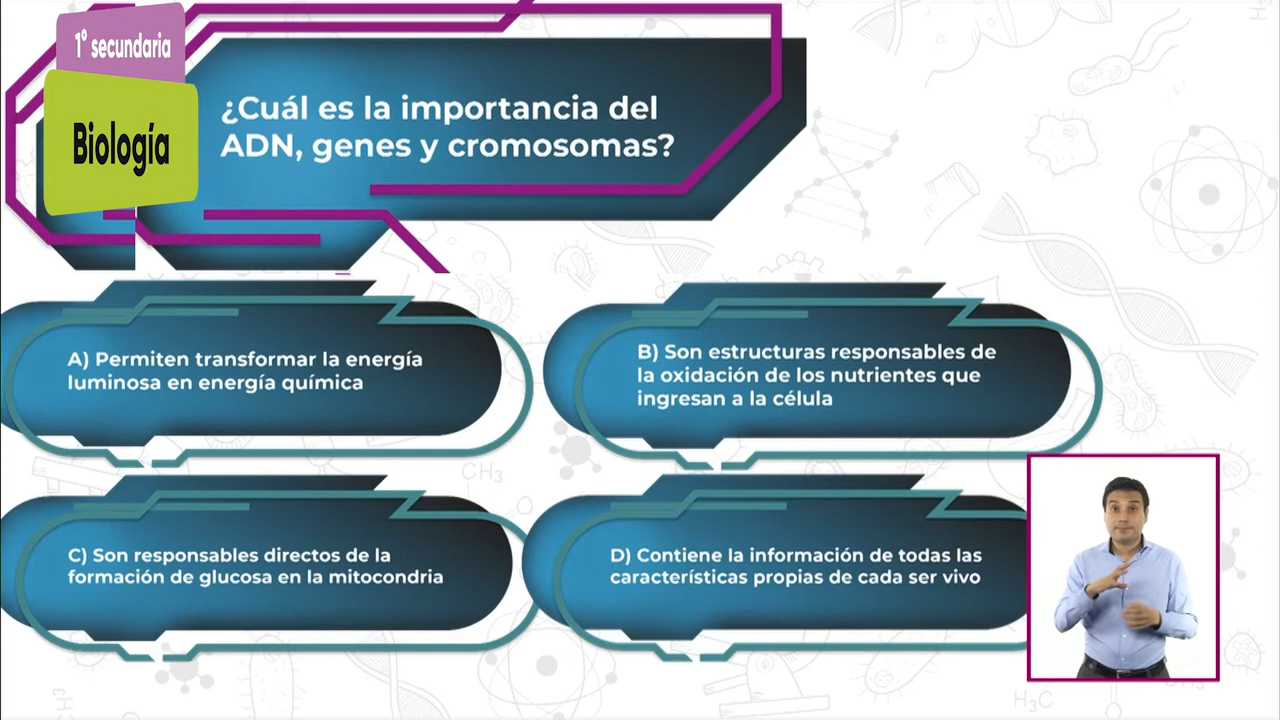 1° secundaria
Biología
¿Cuál es la importancia del
ADN, genes y cromosomas?
A) Permiten transformar la energía
luminosa en energía química
B) Son estructuras responsables de
la oxidación de los nutrientes que
ingresan a la célula
C) Son responsables directos de la
formación de glucosa en la mitocondria
D) Contiene la información de todas las
características propias de cada ser vivo
CH₃
H₃C